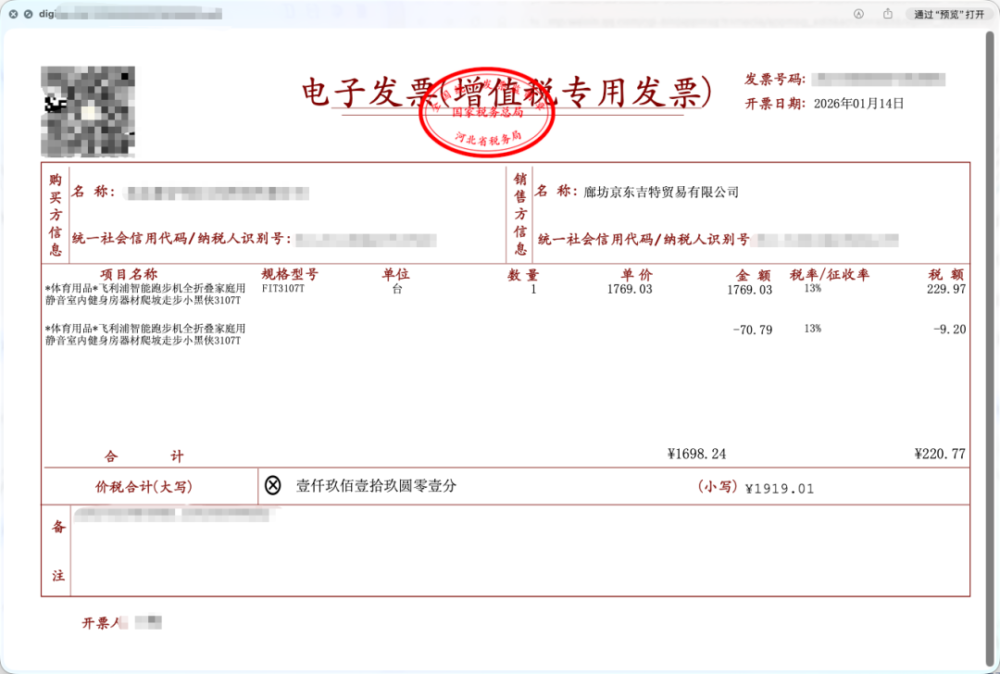 digi
通过“预览”打开
电子发票(增值税专用发票)
国家税务总局
河北省税务局
发票号码:
开票日期: 2026年01月14日
购买方信息
名 称:
统一社会信用代码/纳税人识别号:
销售方信息
名 称: 廊坊京东吉特贸易有限公司
统一社会信用代码/纳税人识别号
项目名称 规格型号 单位 数量 单价 金额 税率/征收率 税额
*体育用品*飞利浦智能跑步机全折叠家庭用 FIT3107T 台 1 1769.03 1769.03 13% 229.97
静音室内健身房器材爬坡走步小黑侠3107T
*体育用品*飞利浦智能跑步机全折叠家庭用 -70.79 13% -9.20
静音室内健身房器材爬坡走步小黑侠3107T
合 计 ¥1698.24 ¥220.77
价税合计(大写) 壹仟玖佰壹拾玖圆零壹分 (小写) ¥1919.01
备注
开票人